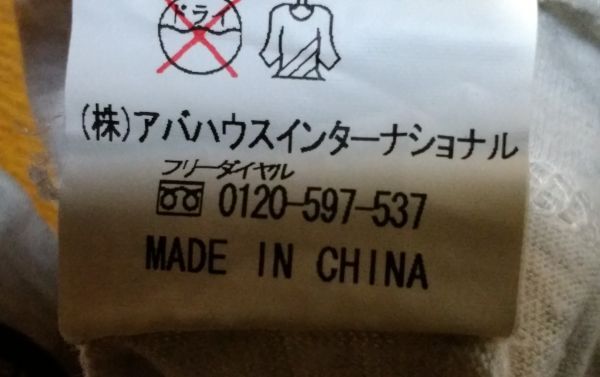 ドライ
(株)アバハウスインターナショナル
フリーダイヤル
0120-597-537
MADE IN CHINA